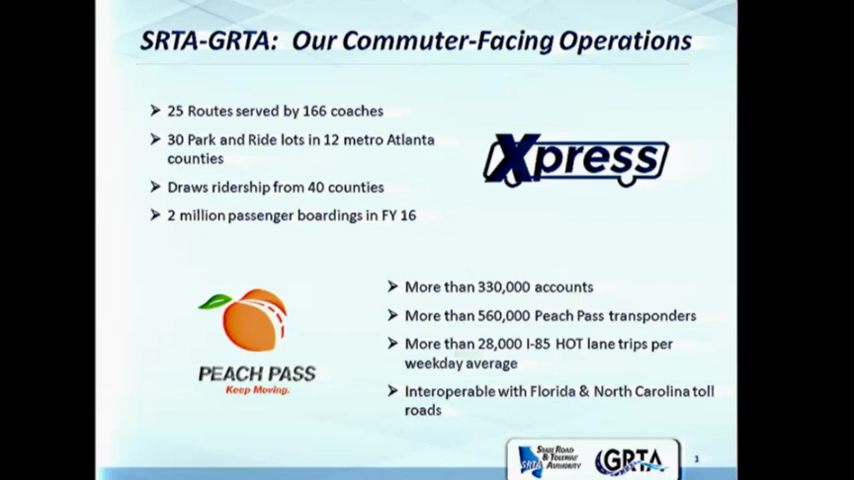 SRTA-GRTA: Our Commuter-Facing Operations
25 Routes served by 166 coaches
30 Park and Ride lots in 12 metro Atlanta
counties
Draws ridership from 40 counties
2 million passenger boardings in FY 16
Xpress
More than 330,000 accounts
More than 560,000 Peach Pass transponders
More than 28,000 I-85 HOT lane trips per
weekday average
Interoperable with Florida & North Carolina toll
roads
PEACH PASS
Keep Moving.
SRTA
STATE ROAD
& TOLLWAY
AUTHORITY
GRTA
1